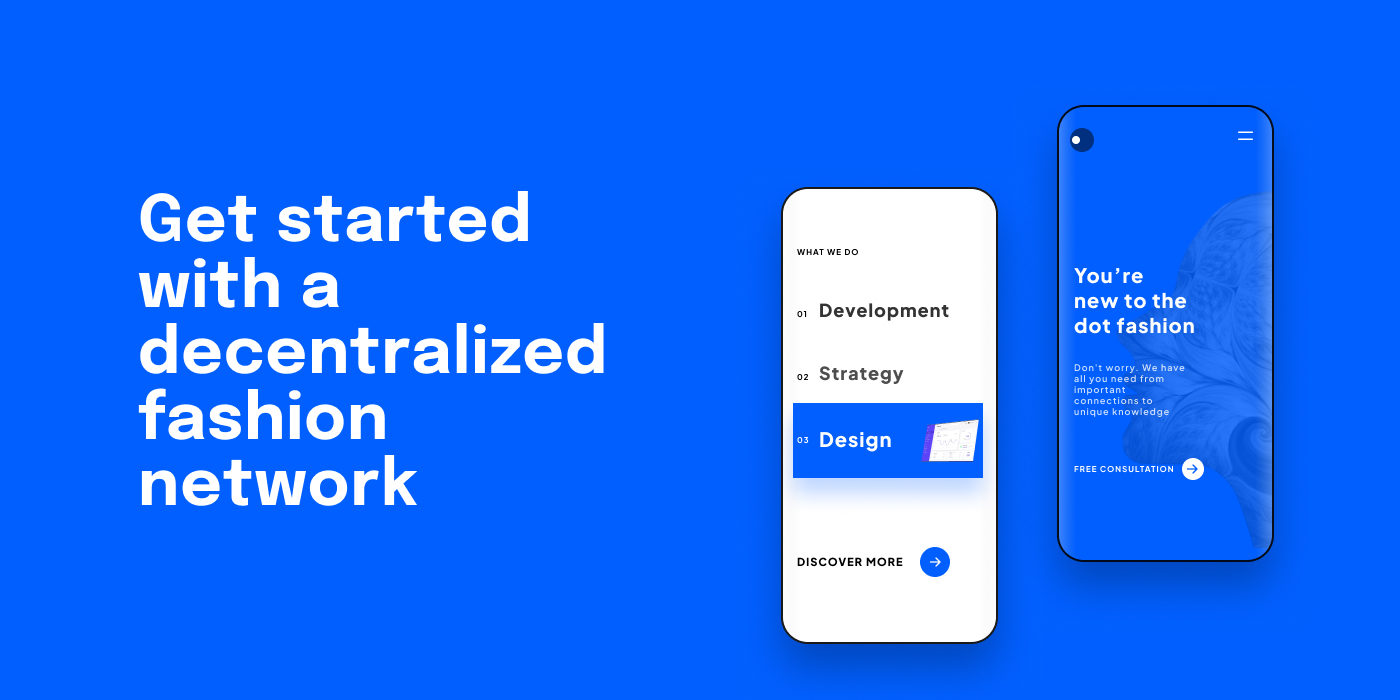 Get started
with a
decentralized
fashion
network
WHAT WE DO
01 Development
02 Strategy
03 Design
DISCOVER MORE
You’re
new to the
dot fashion
Don't worry. We have
all you need from
important
connections to
unique knowledge
FREE CONSULTATION